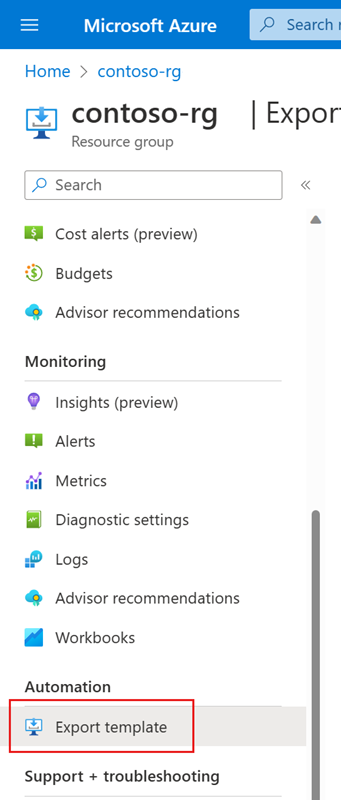 Microsoft Azure
Search
Home > contoso-rg
contoso-rg | Export
Resource group
Search
«
Cost alerts (preview)
Budgets
Advisor recommendations
Monitoring
Insights (preview)
Alerts
Metrics
Diagnostic settings
Logs
Advisor recommendations
Workbooks
Automation
Export template
Support + troubleshooting